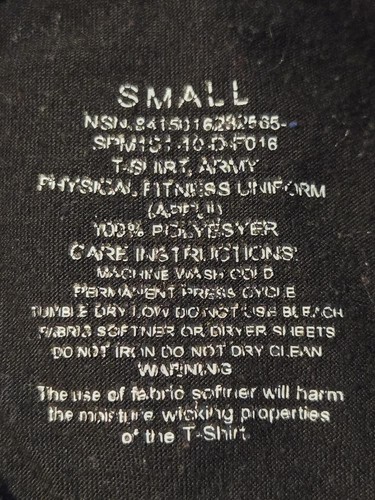 SMALL
NSN.8415016292565-
SPM1C1-10-D-F016
T-SHIRT, ARMY
PHYSICAL FITNESS UNIFORM
(APFU)
100% POLYESYER
CARE INSTRUCTIONS:
MACHINE WASH COLD
PERMANENT PRESS CYCLE
TUMBLE DRY LOW DO NOT USE BLEACH
FABRIC SOFTNER OR DRYER SHEETS
DO NOT IRON DO NOT DRY CLEAN
WARNING
The use of fabric softner will harm
the moisture wicking properties
of the T-Shirt